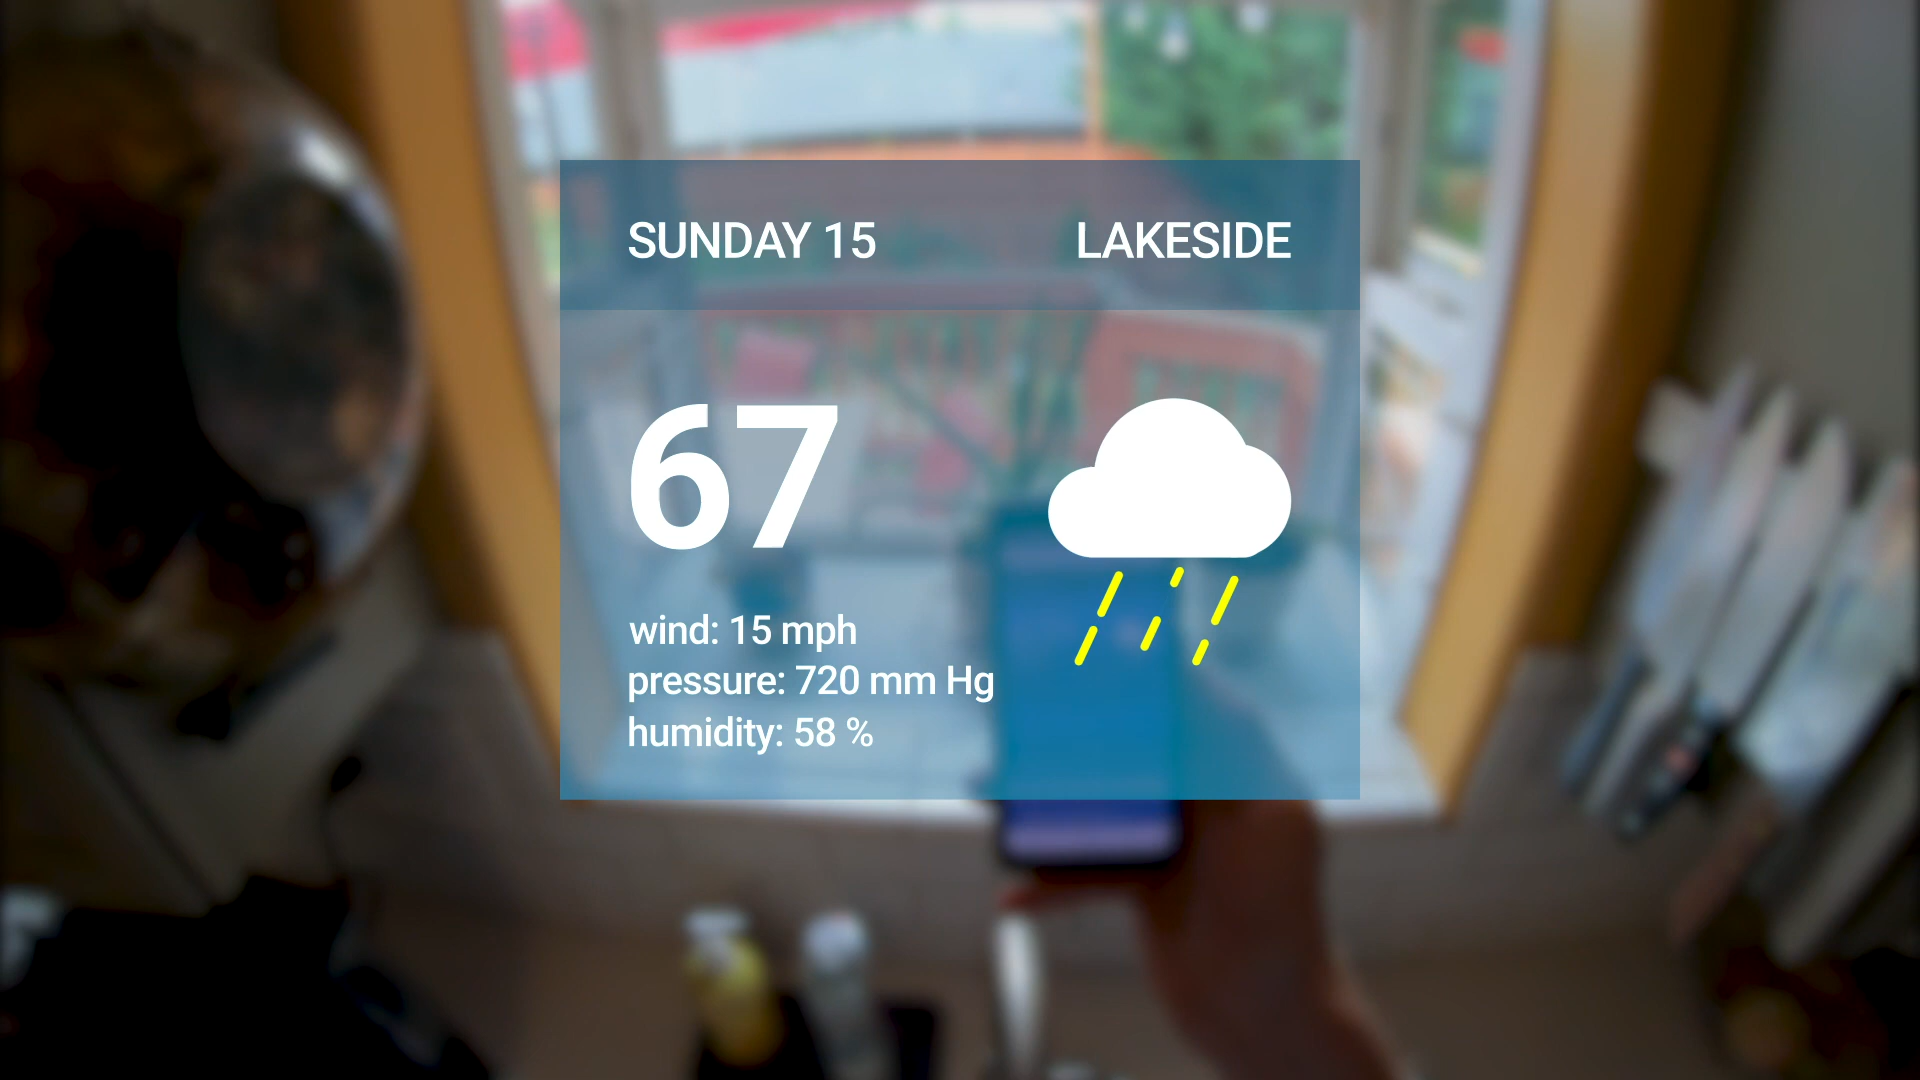 SUNDAY 15 LAKESIDE
67
wind: 15 mph
pressure: 720 mm Hg
humidity: 58 %